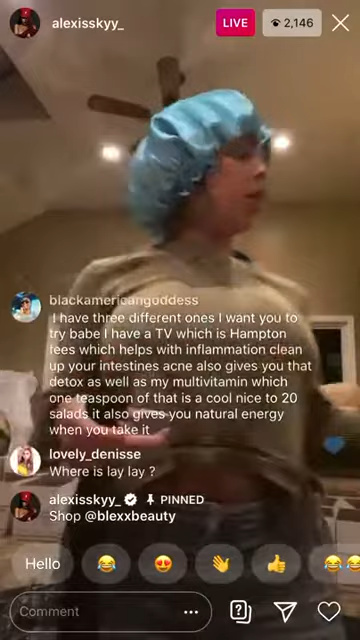 alexisskyy_
LIVE
2,146
blackamericangoddess
I have three different ones I want you to
try babe I have a TV which is Hampton
fees which helps with inflammation clean
up your intestines acne also gives you that
detox as well as my multivitamin which
one teaspoon of that is a cool nice to 20
salads it also gives you natural energy
when you take it
lovely_denisse
Where is lay lay ?
alexisskyy_ PINNED
Shop @blexxbeauty
Hello
Comment